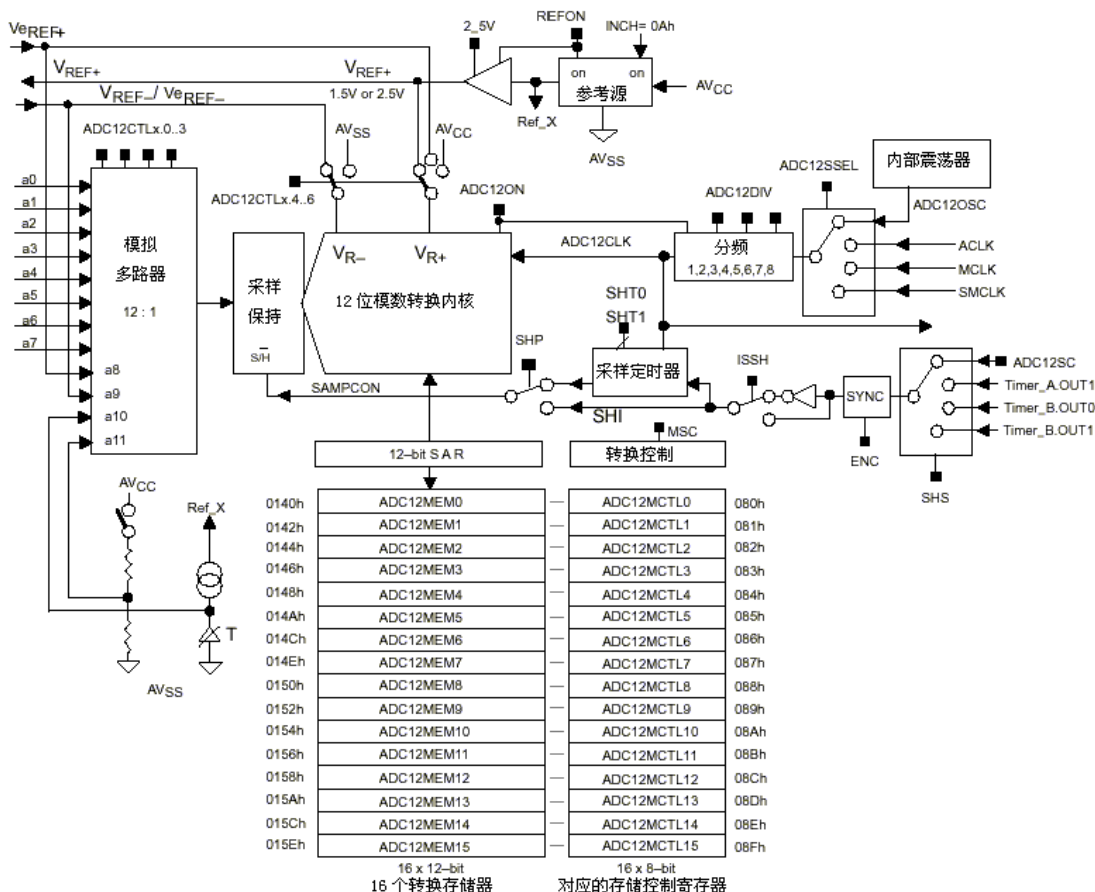 VeREF+
2_5V
REFON
INCH= 0Ah
VREF+
VREF+
1.5V or 2.5V
on
on
参考源
AVCC
Ref_X
AVSS
VREF–/ VeREF–
ADC12CTLx.0..3
AVSS
AVCC
ADC12CTLx.4..6
ADC12ON
ADC12DIV
ADC12SSEL
内部震荡器
ADC12OSC
a0
a1
a2
a3
a4
a5
a6
a7
a8
a9
a10
a11
模拟
多路器
12 : 1
采样
保持
S/H
VR–
VR+
12 位模数转换内核
ADC12CLK
分频
1,2,3,4,5,6,7,8
ACLK
MCLK
SMCLK
SHT0
SHT1
采样定时器
SHP
SAMPCON
SHI
ISSH
SYNC
ENC
ADC12SC
Timer_A.OUT1
Timer_B.OUT0
Timer_B.OUT1
SHS
MSC
12–bit S A R
转换控制
AVCC
Ref_X
T
AVSS
0140h ADC12MEM0 — ADC12MCTL0 080h
0142h ADC12MEM1 — ADC12MCTL1 081h
0144h ADC12MEM2 — ADC12MCTL2 082h
0146h ADC12MEM3 — ADC12MCTL3 083h
0148h ADC12MEM4 — ADC12MCTL4 084h
014Ah ADC12MEM5 — ADC12MCTL5 085h
014Ch ADC12MEM6 — ADC12MCTL6 086h
014Eh ADC12MEM7 — ADC12MCTL7 087h
0150h ADC12MEM8 — ADC12MCTL8 088h
0152h ADC12MEM9 — ADC12MCTL9 089h
0154h ADC12MEM10 — ADC12MCTL10 08Ah
0156h ADC12MEM11 — ADC12MCTL11 08Bh
0158h ADC12MEM12 — ADC12MCTL12 08Ch
015Ah ADC12MEM13 — ADC12MCTL13 08Dh
015Ch ADC12MEM14 — ADC12MCTL14 08Eh
015Eh ADC12MEM15 — ADC12MCTL15 08Fh
16 x 12–bit
16 个转换存储器
16 x 8–bit
对应的存储控制寄存器